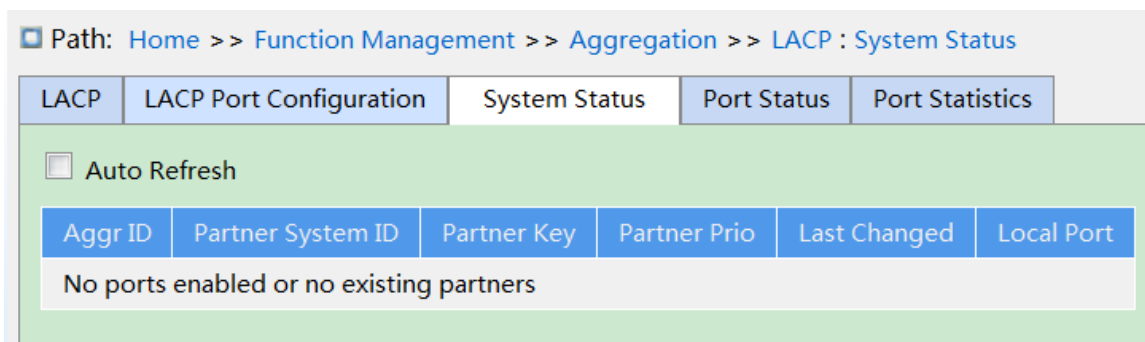 Path: Home >> Function Management >> Aggregation >> LACP : System Status
LACP LACP Port Configuration System Status Port Status Port Statistics
Auto Refresh
Aggr ID Partner System ID Partner Key Partner Prio Last Changed Local Port
No ports enabled or no existing partners